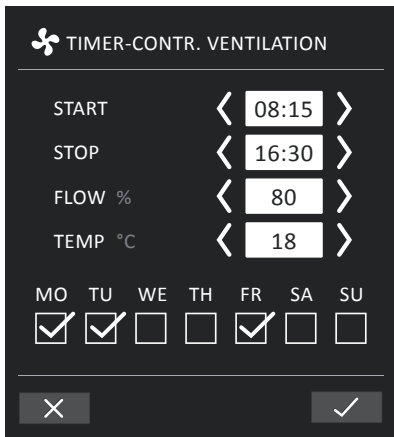 TIMER-CONTR. VENTILATION
START 08:15
STOP 16:30
FLOW % 80
TEMP °C 18
MO TU WE TH FR SA SU